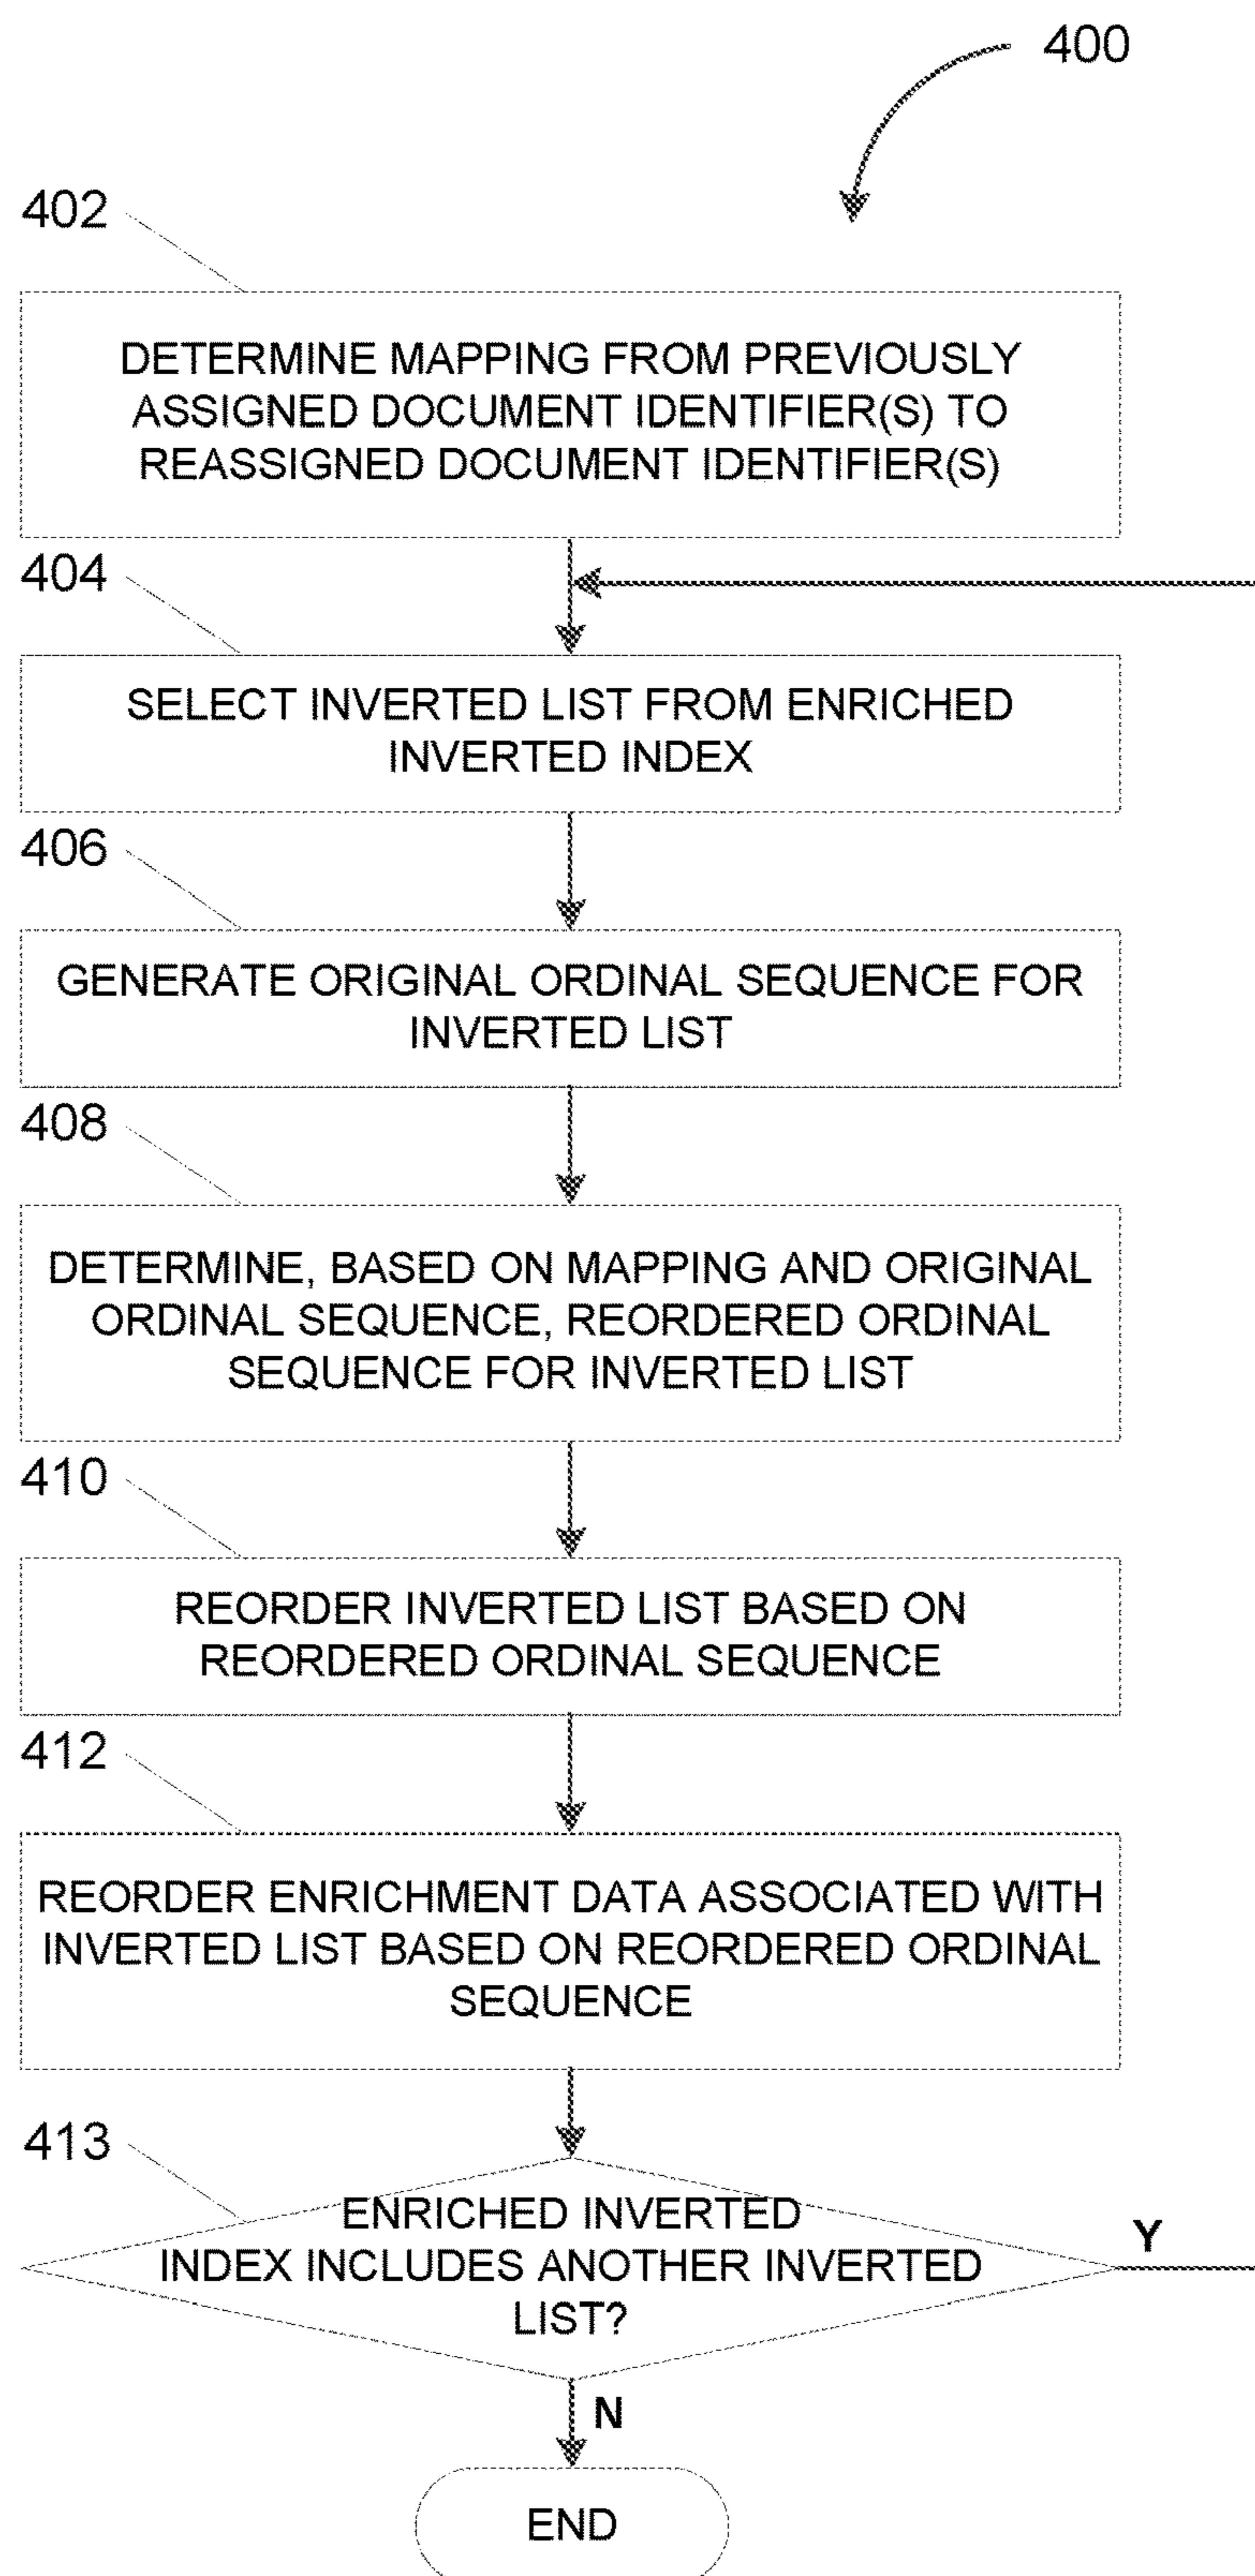 400
402
DETERMINE MAPPING FROM PREVIOUSLY
ASSIGNED DOCUMENT IDENTIFIER(S) TO
REASSIGNED DOCUMENT IDENTIFIER(S)
404
SELECT INVERTED LIST FROM ENRICHED
INVERTED INDEX
406
GENERATE ORIGINAL ORDINAL SEQUENCE FOR
INVERTED LIST
408
DETERMINE, BASED ON MAPPING AND ORIGINAL
ORDINAL SEQUENCE, REORDERED ORDINAL
SEQUENCE FOR INVERTED LIST
410
REORDER INVERTED LIST BASED ON
REORDERED ORDINAL SEQUENCE
412
REORDER ENRICHMENT DATA ASSOCIATED WITH
INVERTED LIST BASED ON REORDERED ORDINAL
SEQUENCE
413
ENRICHED INVERTED
INDEX INCLUDES ANOTHER INVERTED
LIST?
Y
N
END